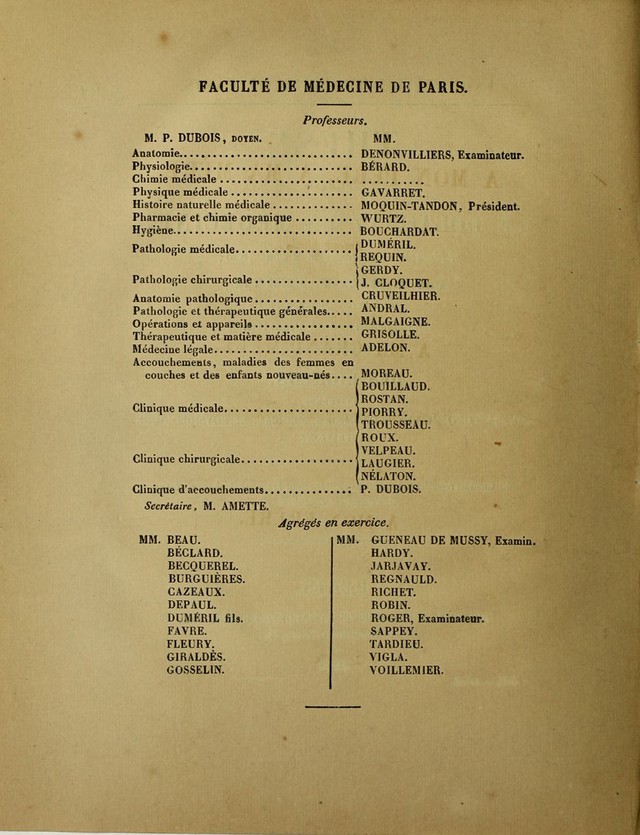 FACULTÉ DE MÉDECINE DE PARIS.
Professeurs.
M. P. DUBOIS, DOYEN. MM.
Anatomie............................ DENONVILLIERS, Examinateur.
Physiologie.......................... BÉRARD.
Chimie médicale ..................... ...........
Physique médicale ................... GAVARRET.
Histoire naturelle médicale ............. MOQUIN-TANDON, Président.
Pharmacie et chimie organique .......... WURTZ.
Hygiène............................. BOUCHARDAT.
Pathologie médicale.................... { DUMÉRIL.
REQUIN.
Pathologie chirurgicale ................. { GERDY.
J. CLOQUET.
Anatomie pathologique ................ CRUVEILHIER.
Pathologie et thérapeutique générales..... ANDRAL.
Opérations et appareils ................ MALGAIGNE.
Thérapeutique et matière médicale ....... GRISOLLE.
Médecine légale....................... ADELON.
Accouchements, maladies des femmes en
couches et des enfants nouveau-nés.... MOREAU.
Clinique médicale...................... { BOUILLAUD.
ROSTAN.
PIORRY.
TROUSSEAU.
Clinique chirurgicale................... { ROUX.
VELPEAU.
LAUGIER.
NÉLATON.
Clinique d'accouchements.............. P. DUBOIS.
Secrétaire, M. AMETTE.
Agrégés en exercice.
MM. BEAU.
BÉCLARD.
BECQUEREL.
BURGUIÈRES.
CAZEAUX.
DEPAUL.
DUMÉRIL fils.
FAVRE.
FLEURY.
GIRALDÈS.
GOSSELIN.
MM. GUENEAU DE MUSSY, Examin.
HARDY.
JARJAVAY.
REGNAULD.
RICHET.
ROBIN.
ROGER, Examinateur.
SAPPEY.
TARDIEU.
VIGLA.
VOILLEMIER.